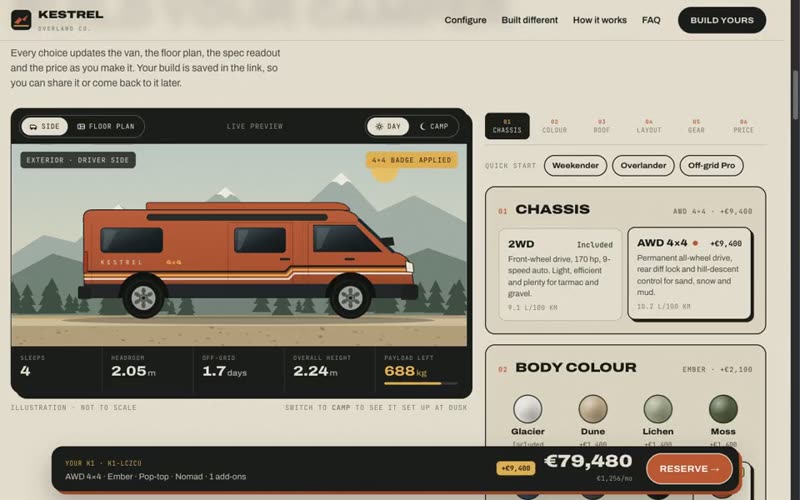 KESTREL
OVERLAND CO.
Configure
Built different
How it works
FAQ
BUILD YOURS
Every choice updates the van, the floor plan, the spec readout
and the price as you make it. Your build is saved in the link, so
you can share it or come back to it later.
SIDE
FLOOR PLAN
LIVE PREVIEW
DAY
CAMP
EXTERIOR · DRIVER SIDE
4×4 BADGE APPLIED
KESTREL
4×4
SLEEPS
4
HEADROOM
2.05 m
OFF-GRID
1.7 days
OVERALL HEIGHT
2.24 m
PAYLOAD LEFT
688 kg
ILLUSTRATION · NOT TO SCALE
SWITCH TO CAMP TO SEE IT SET UP AT DUSK
01
CHASSIS
02
COLOUR
03
ROOF
04
LAYOUT
05
GEAR
06
PRICE
QUICK START
Weekender
Overlander
Off-grid Pro
01 CHASSIS
AWD 4×4 · +€9,400
2WD
Included
Front-wheel drive, 170 hp, 9-
speed auto. Light, efficient
and plenty for tarmac and
gravel.
9.1 L/100 KM
AWD 4×4
+€9,400
Permanent all-wheel drive,
rear diff lock and hill-descent
control for sand, snow and
mud.
10.2 L/100 KM
02 BODY COLOUR
EMBER · +€2,100
Glacier
Dune
Lichen
Moss
Included
+€1,400
+€1,400
+€1,400
YOUR K1 · K1-LCZCU
AWD 4×4 · Ember · Pop-top · Nomad · 1 add-ons
+€9,400
€79,480
€1,256/mo
RESERVE →